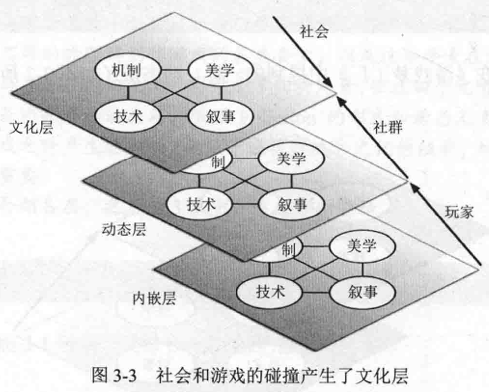 社会
机制 美学
技术 叙事
文化层
社群
制 美学
技术 叙事
动态层
玩家
制 美学
技术 叙事
内嵌层
图 3-3 社会和游戏的碰撞产生了文化层